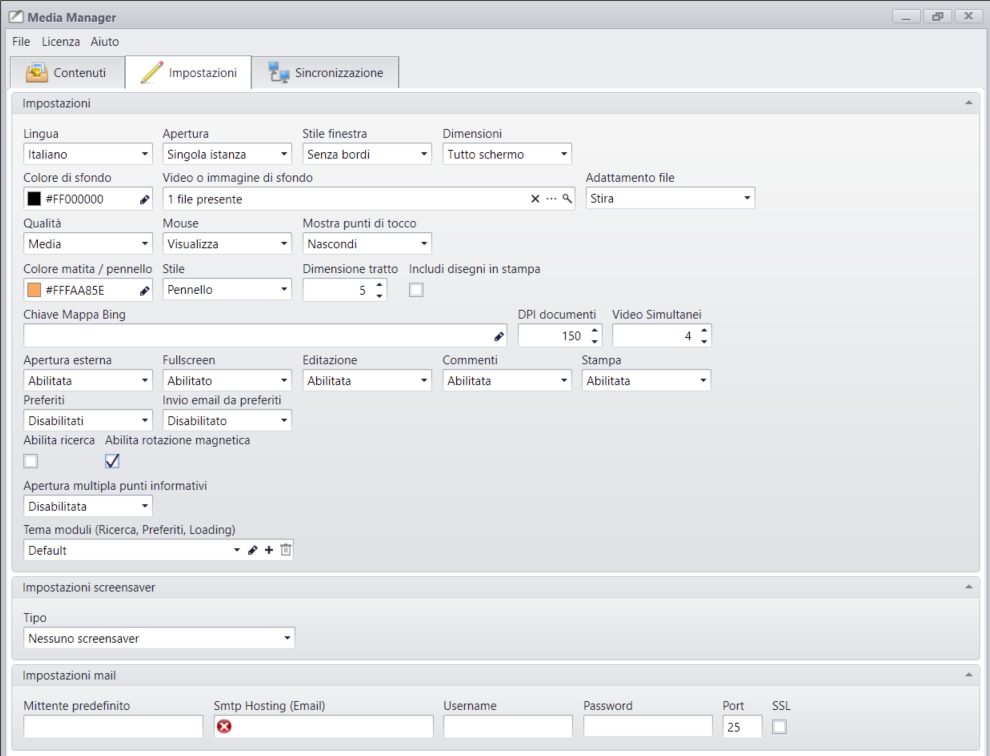 Media Manager
File Licenza Aiuto
Contenuti Impostazioni Sincronizzazione
Impostazioni
Lingua Apertura Stile finestra Dimensioni
Italiano Singola istanza Senza bordi Tutto schermo
Colore di sfondo Video o immagine di sfondo Adattamento file
#FF000000 1 file presente Stira
Qualità Mouse Mostra punti di tocco
Media Visualizza Nascondi
Colore matita / pennello Stile Dimensione tratto Includi disegni in stampa
#FFFAA85E Pennello 5
Chiave Mappa Bing DPI documenti Video Simultanei
150 4
Apertura esterna Fullscreen Editazione Commenti Stampa
Abilitata Abilitato Abilitata Abilitata Abilitata
Preferiti Invio email da preferiti
Disabilitati Disabilitato
Abilita ricerca Abilita rotazione magnetica
Apertura multipla punti informativi
Disabilitata
Tema moduli (Ricerca, Preferiti, Loading)
Default
Impostazioni screensaver
Tipo
Nessuno screensaver
Impostazioni mail
Mittente predefinito Smtp Hosting (Email) Username Password Port SSL
25